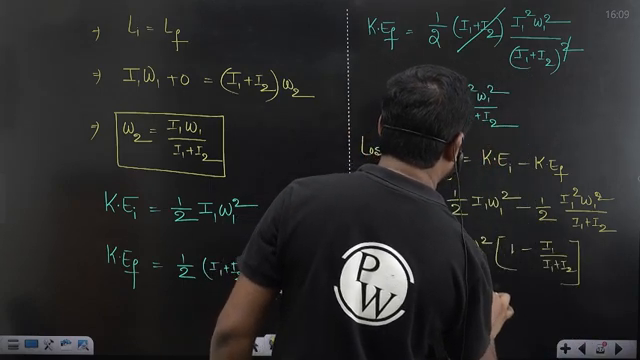 ⇒ L₁ = L_f
⇒ I₁ω₁ + 0 = (I₁+I₂)ω₂
⇒ ω₂ = I₁ω₁ / (I₁+I₂)
K·E_i = 1/2 I₁ω₁²
K·E_f = 1/2 (I₁+I₂
K·E_f = 1/2 (I₁+I₂) I₁²ω₁² / (I₁+I₂)²
²ω₁² / +I₂
Los = K·E_i − K·E_f
1/2 I₁ω₁² − 1/2 I₁²ω₁² / (I₁+I₂)
² [1 − I₁ / (I₁+I₂)]
PW
16:09